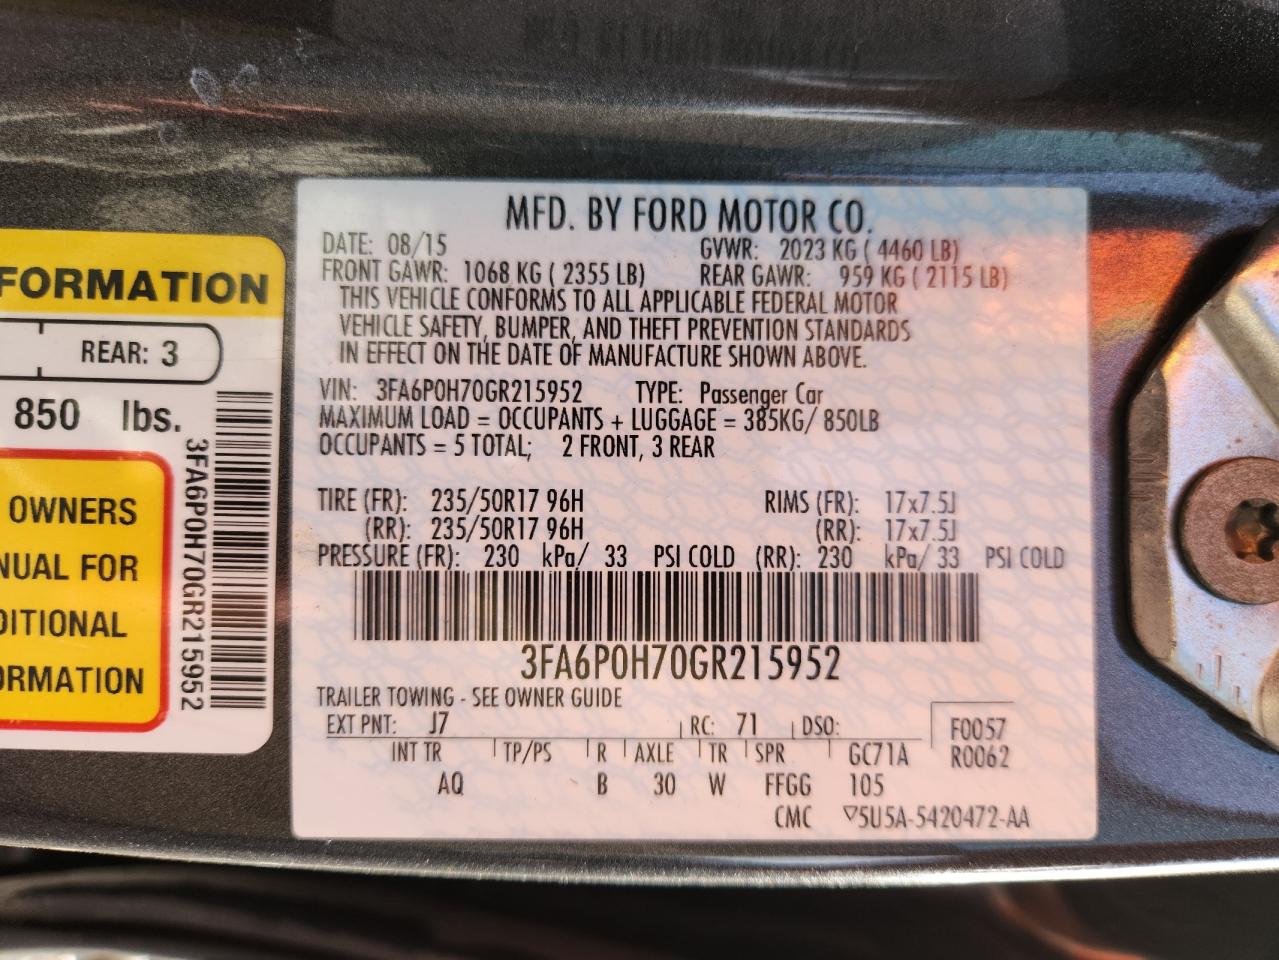 FORMATION
REAR: 3
850 lbs.
OWNERS
NUAL FOR
DITIONAL
ORMATION
3FA6P0H70GR215952
MFD. BY FORD MOTOR CO.
DATE: 08/15 GVWR: 2023 KG ( 4460 LB)
FRONT GAWR: 1068 KG ( 2355 LB) REAR GAWR: 959 KG ( 2115 LB)
THIS VEHICLE CONFORMS TO ALL APPLICABLE FEDERAL MOTOR
VEHICLE SAFETY, BUMPER, AND THEFT PREVENTION STANDARDS
IN EFFECT ON THE DATE OF MANUFACTURE SHOWN ABOVE.
VIN: 3FA6P0H70GR215952 TYPE: Passenger Car
MAXIMUM LOAD = OCCUPANTS + LUGGAGE = 385KG/ 850LB
OCCUPANTS = 5 TOTAL; 2 FRONT, 3 REAR
TIRE (FR): 235/50R17 96H RIMS (FR): 17x7.5J
(RR): 235/50R17 96H (RR): 17x7.5J
PRESSURE (FR): 230 kPa/ 33 PSI COLD (RR): 230 kPa/ 33 PSI COLD
3FA6P0H70GR215952
TRAILER TOWING - SEE OWNER GUIDE
EXT PNT: J7 RC: 71 DSO: F0057
INT TR TP/PS R AXLE TR SPR GC71A R0062
AQ B 30 W FFGG 105
CMC ▽5U5A-5420472-AA